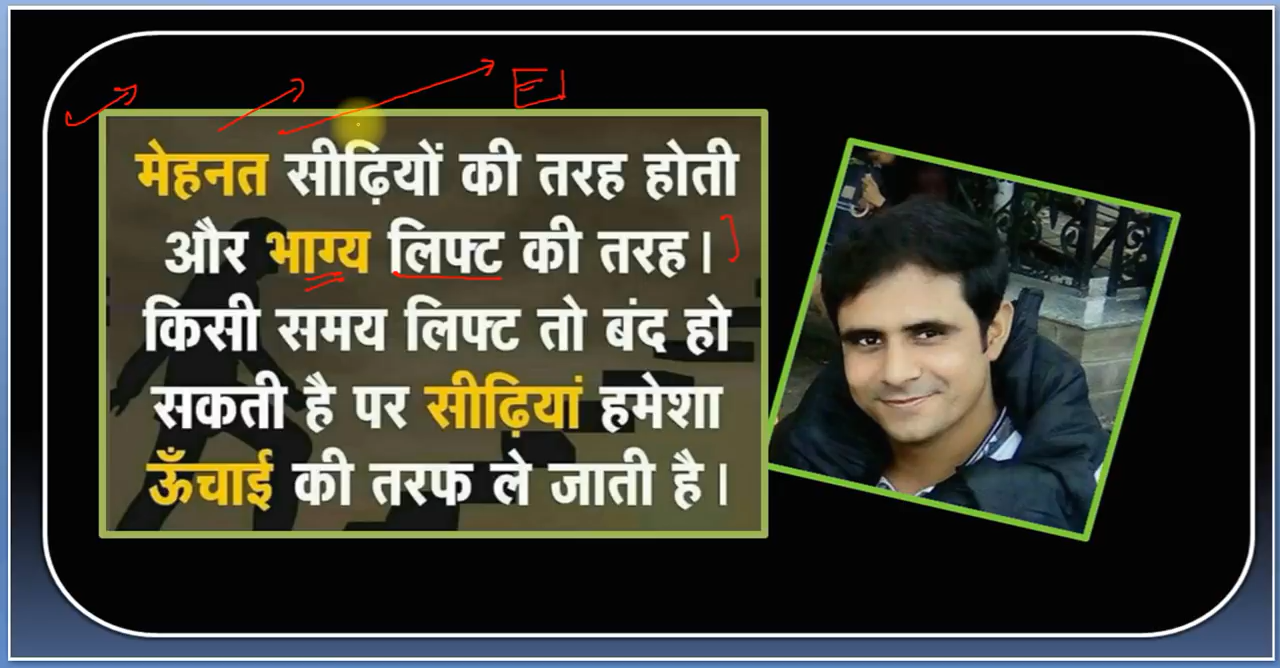 मेहनत सीढ़ियों की तरह होती
और भाग्य लिफ्ट की तरह।
किसी समय लिफ्ट तो बंद हो
सकती है पर सीढ़ियां हमेशा
ऊँचाई की तरफ ले जाती है।